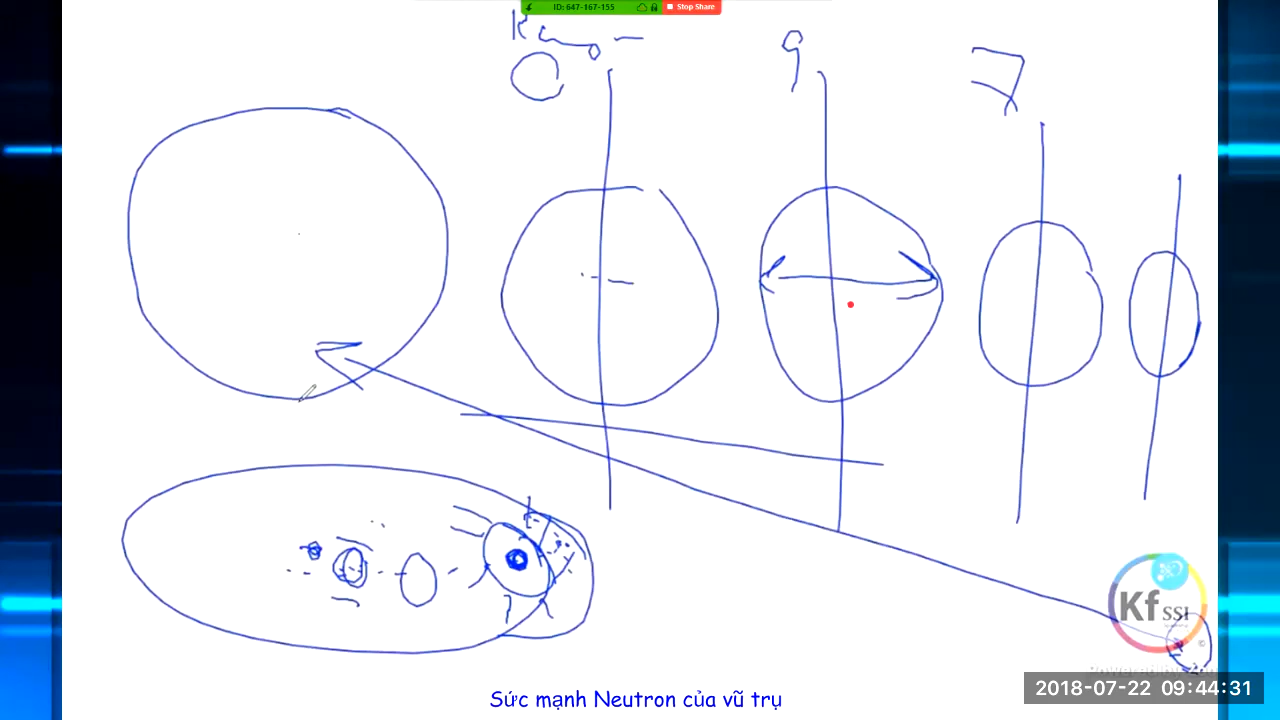 ID: 647-167-155 Stop Share
9
Kf SSI
Sức mạnh Neutron của vũ trụ
2018-07-22 09:44:31